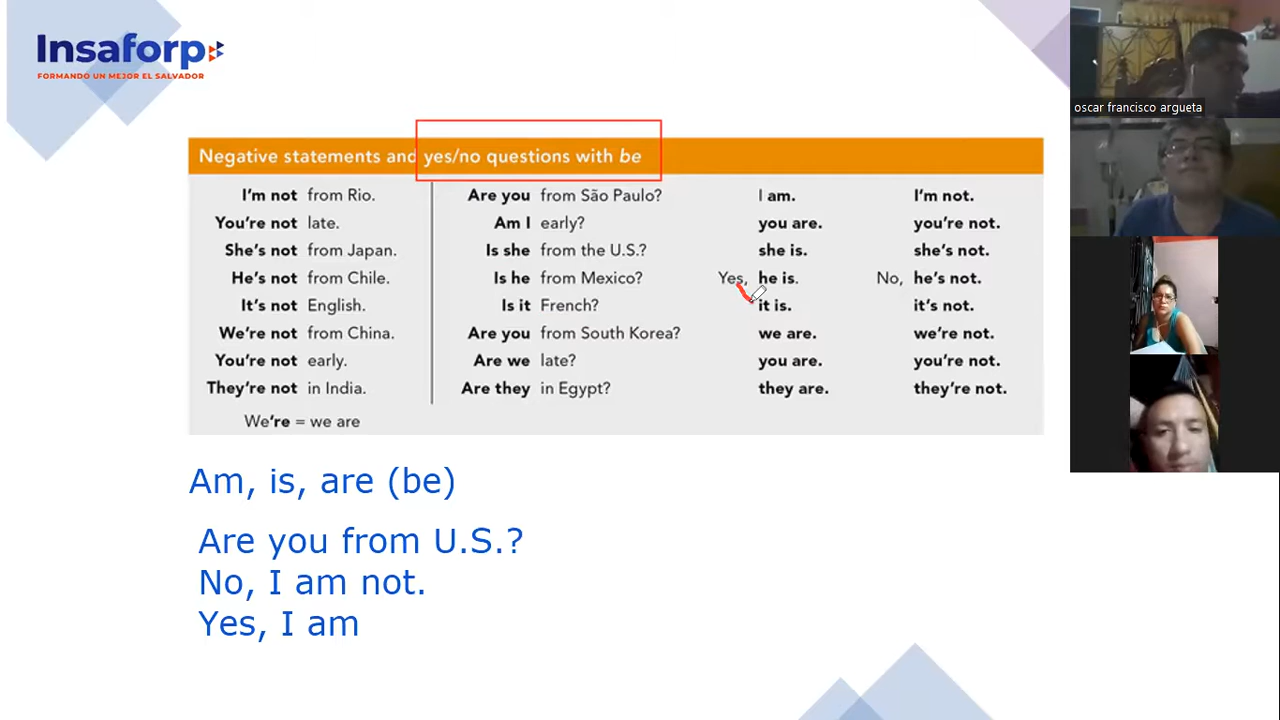 Insaforp
FORMANDO UN MEJOR EL SALVADOR
oscar francisco argueta
Negative statements and yes/no questions with be
I'm not from Rio. Are you from São Paulo? I am. I'm not.
You're not late. Am I early? you are. you're not.
She's not from Japan. Is she from the U.S.? she is. she's not.
He's not from Chile. Is he from Mexico? Yes, he is. No, he's not.
It's not English. Is it French? it is. it's not.
We're not from China. Are you from South Korea? we are. we're not.
You're not early. Are we late? you are. you're not.
They're not in India. Are they in Egypt? they are. they're not.
We're = we are
Am, is, are (be)
Are you from U.S.?
No, I am not.
Yes, I am